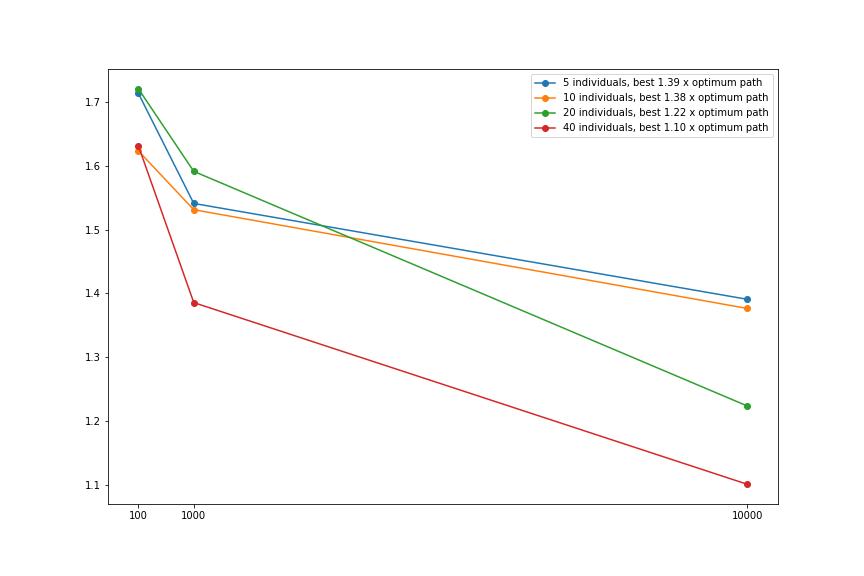 5 individuals, best 1.39 x optimum path
10 individuals, best 1.38 x optimum path
20 individuals, best 1.22 x optimum path
40 individuals, best 1.10 x optimum path
1.7
1.6
1.5
1.4
1.3
1.2
1.1
100 1000 10000